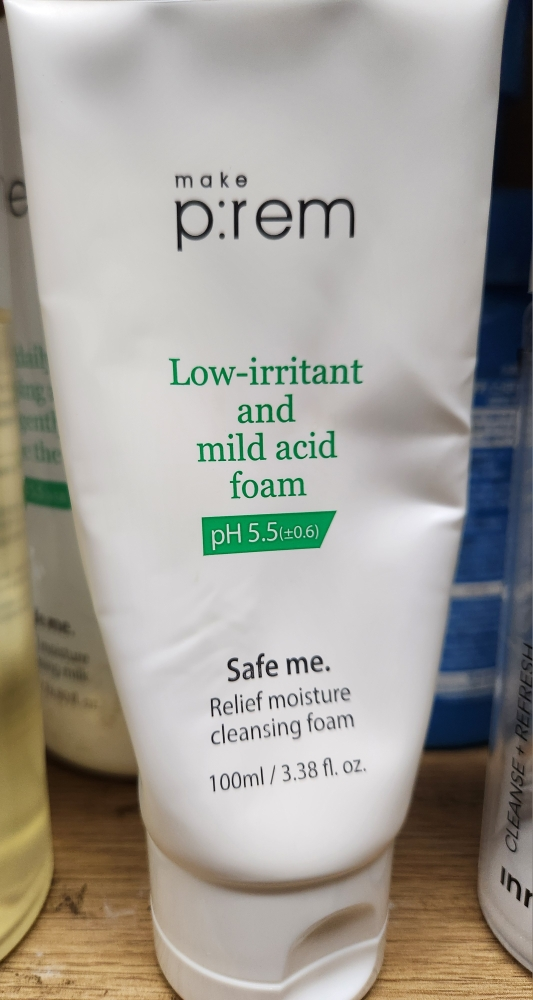 make
p:rem
Low-irritant
and
mild acid
foam
pH 5.5(±0.6)
Safe me.
Relief moisture
cleansing foam
100ml / 3.38 fl. oz.
CLEANSE + REFRESH